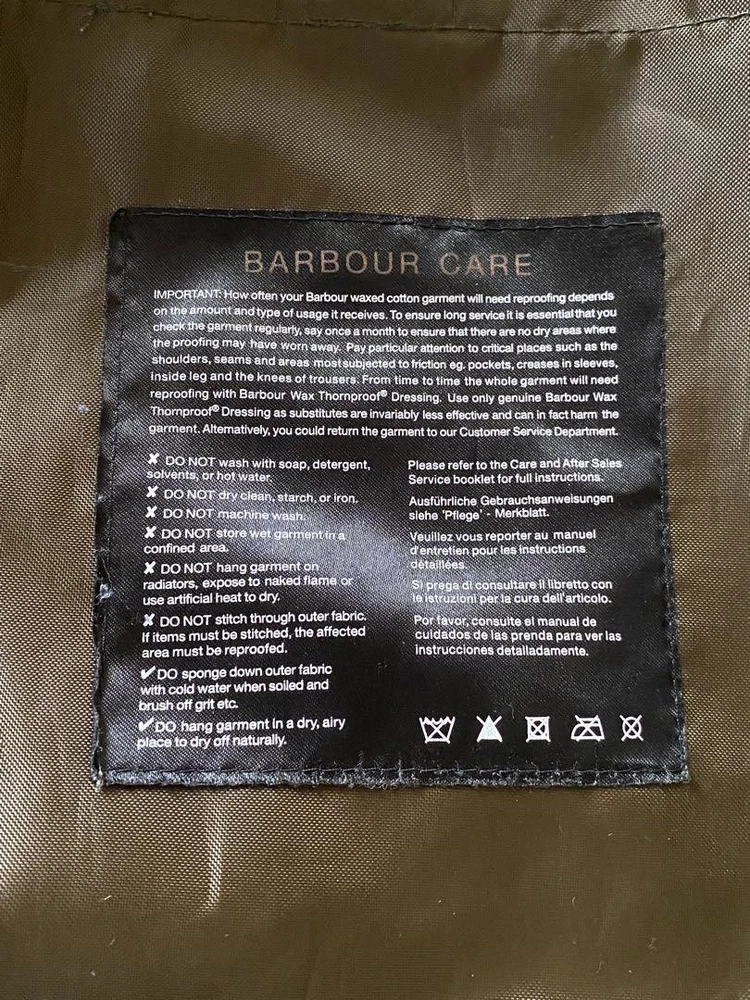 BARBOUR CARE
IMPORTANT: How often your Barbour waxed cotton garment will need reproofing depends
on the amount and type of usage it receives. To ensure long service it is essential that you
check the garment regularly, say once a month to ensure that there are no dry areas where
the proofing may have worn away. Pay particular attention to critical places such as the
shoulders, seams and areas most subjected to friction eg. pockets, creases in sleeves,
inside leg and the knees of trousers. From time to time the whole garment will need
reproofing with Barbour Wax Thornproof® Dressing. Use only genuine Barbour Wax
Thornproof® Dressing as substitutes are invariably less effective and can in fact harm the
garment. Alternatively, you could return the garment to our Customer Service Department.
✘ DO NOT wash with soap, detergent,
solvents, or hot water.
✘ DO NOT dry clean, starch, or iron.
✘ DO NOT machine wash.
✘ DO NOT store wet garment in a
confined area.
✘ DO NOT hang garment on
radiators, expose to naked flame or
use artificial heat to dry.
✘ DO NOT stitch through outer fabric.
If items must be stitched, the affected
area must be reproofed.
✔ DO sponge down outer fabric
with cold water when soiled and
brush off grit etc.
✔ DO hang garment in a dry, airy
place to dry off naturally.
Please refer to the Care and After Sales
Service booklet for full instructions.
Ausführliche Gebrauchsanweisungen
siehe 'Pflege' - Merkblatt.
Veuillez vous reporter au manuel
d'entretien pour les instructions
détaillées.
Si prega di consultare il libretto con
le istruzioni per la cura dell'articolo.
Por favor, consulte el manual de
cuidados de las prenda para ver las
instrucciones detalladamente.